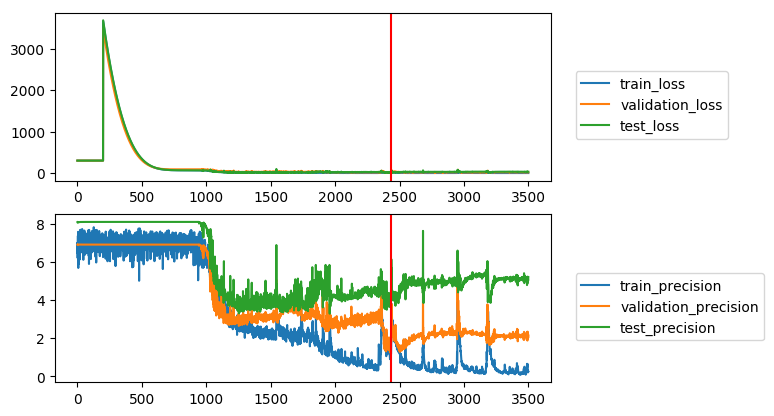 3000
2000
1000
0
0 500 1000 1500 2000 2500 3000 3500
train_loss
validation_loss
test_loss
8
6
4
2
0
0 500 1000 1500 2000 2500 3000 3500
train_precision
validation_precision
test_precision